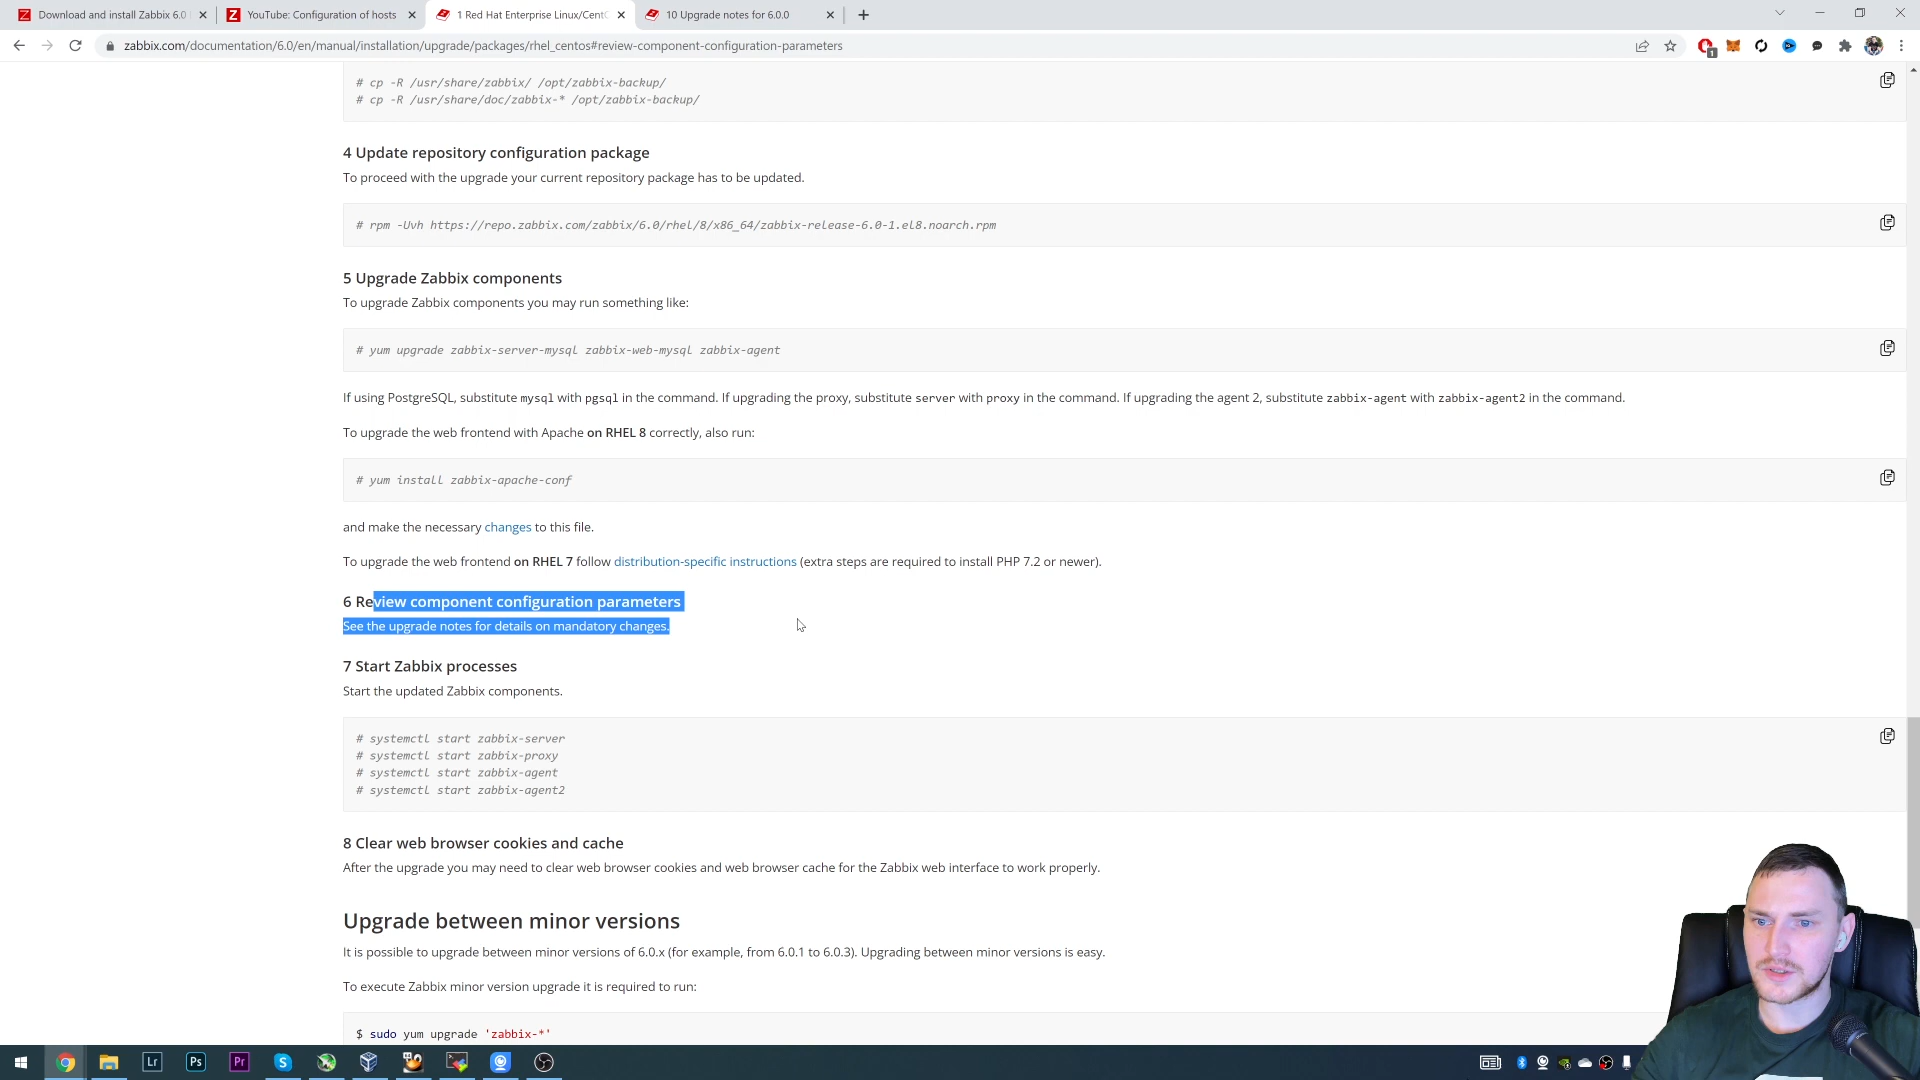 Download and install Zabbix 6.0
YouTube: Configuration of hosts
1 Red Hat Enterprise Linux/CentO
10 Upgrade notes for 6.0.0
zabbix.com/documentation/6.0/en/manual/installation/upgrade/packages/rhel_centos#review-component-configuration-parameters
# cp -R /usr/share/zabbix/ /opt/zabbix-backup/
# cp -R /usr/share/doc/zabbix-* /opt/zabbix-backup/
4 Update repository configuration package
To proceed with the upgrade your current repository package has to be updated.
# rpm -Uvh https://repo.zabbix.com/zabbix/6.0/rhel/8/x86_64/zabbix-release-6.0-1.el8.noarch.rpm
5 Upgrade Zabbix components
To upgrade Zabbix components you may run something like:
# yum upgrade zabbix-server-mysql zabbix-web-mysql zabbix-agent
If using PostgreSQL, substitute mysql with pgsql in the command. If upgrading the proxy, substitute server with proxy in the command. If upgrading the agent 2, substitute zabbix-agent with zabbix-agent2 in the command.
To upgrade the web frontend with Apache on RHEL 8 correctly, also run:
# yum install zabbix-apache-conf
and make the necessary changes to this file.
To upgrade the web frontend on RHEL 7 follow distribution-specific instructions (extra steps are required to install PHP 7.2 or newer).
6 Review component configuration parameters
See the upgrade notes for details on mandatory changes.
7 Start Zabbix processes
Start the updated Zabbix components.
# systemctl start zabbix-server
# systemctl start zabbix-proxy
# systemctl start zabbix-agent
# systemctl start zabbix-agent2
8 Clear web browser cookies and cache
After the upgrade you may need to clear web browser cookies and web browser cache for the Zabbix web interface to work properly.
Upgrade between minor versions
It is possible to upgrade between minor versions of 6.0.x (for example, from 6.0.1 to 6.0.3). Upgrading between minor versions is easy.
To execute Zabbix minor version upgrade it is required to run:
$ sudo yum upgrade 'zabbix-*'
Lr Ps Pr